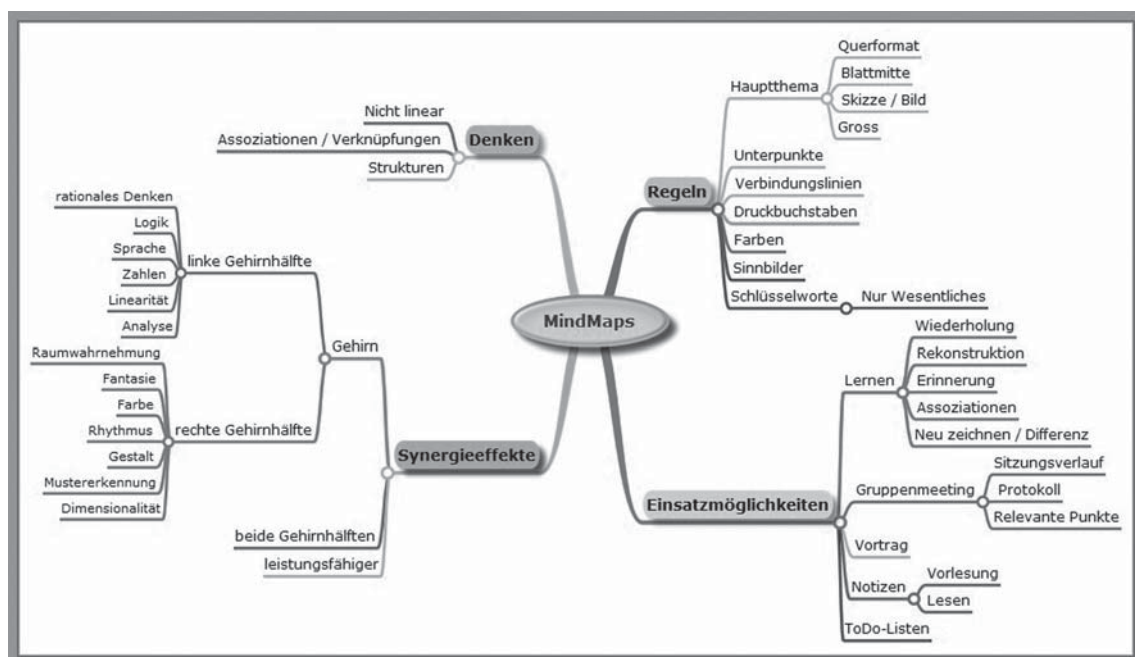 MindMaps
Denken
Nicht linear
Assoziationen / Verknüpfungen
Strukturen
Synergieeffekte
Gehirn
linke Gehirnhälfte
rationales Denken
Logik
Sprache
Zahlen
Linearität
Analyse
rechte Gehirnhälfte
Raumwahrnehmung
Fantasie
Farbe
Rhythmus
Gestalt
Mustererkennung
Dimensionalität
beide Gehirnhälften
leistungsfähiger
Regeln
Hauptthema
Querformat
Blattmitte
Skizze / Bild
Gross
Unterpunkte
Verbindungslinien
Druckbuchstaben
Farben
Sinnbilder
Schlüsselworte
Nur Wesentliches
Einsatzmöglichkeiten
Lernen
Wiederholung
Rekonstruktion
Erinnerung
Assoziationen
Neu zeichnen / Differenz
Gruppenmeeting
Sitzungsverlauf
Protokoll
Relevante Punkte
Vortrag
Notizen
Vorlesung
Lesen
ToDo-Listen